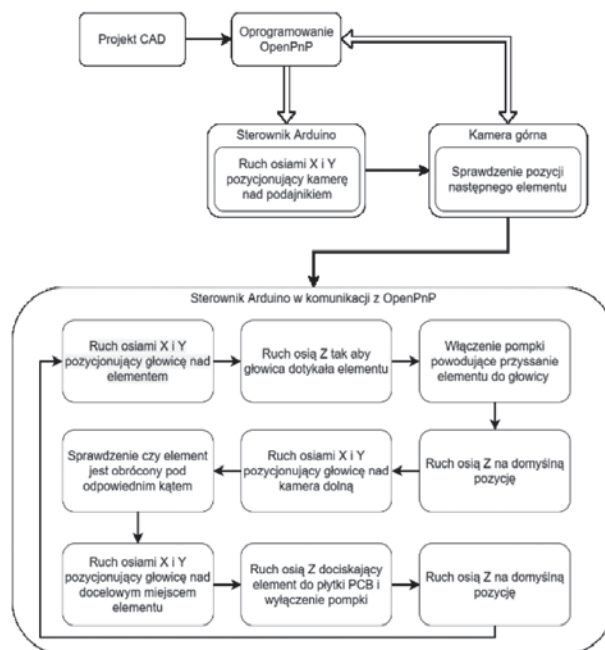 Projekt CAD
Oprogramowanie
OpenPnP
Sterownik Arduino
Ruch osiami X i Y
pozycjonujący kamerę
nad podajnikiem
Kamera górna
Sprawdzenie pozycji
następnego elementu
Sterownik Arduino w komunikacji z OpenPnP
Ruch osiami X i Y
pozycjonujący głowicę nad
elementem
Ruch osią Z tak aby
głowica dotykała elementu
Włączenie pompki
powodujące przyssanie
elementu do głowicy
Ruch osią Z na domyślną
pozycję
Ruch osiami X i Y
pozycjonujący głowicę nad
kamera dolną
Sprawdzenie czy element
jest obrócony pod
odpowiednim kątem
Ruch osiami X i Y
pozycjonujący głowicę nad
docelowym miejscem
elementu
Ruch osią Z dociskający
element do płytki PCB i
wyłączenie pompki
Ruch osią Z na domyślną
pozycję